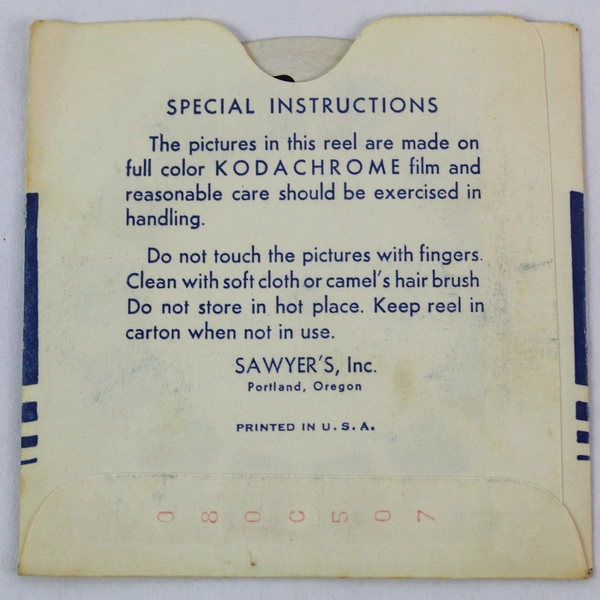 SPECIAL INSTRUCTIONS
The pictures in this reel are made on
full color KODACHROME film and
reasonable care should be exercised in
handling.
Do not touch the pictures with fingers.
Clean with soft cloth or camel's hair brush
Do not store in hot place. Keep reel in
carton when not in use.
SAWYER'S, Inc.
Portland, Oregon
PRINTED IN U. S. A.
080C507